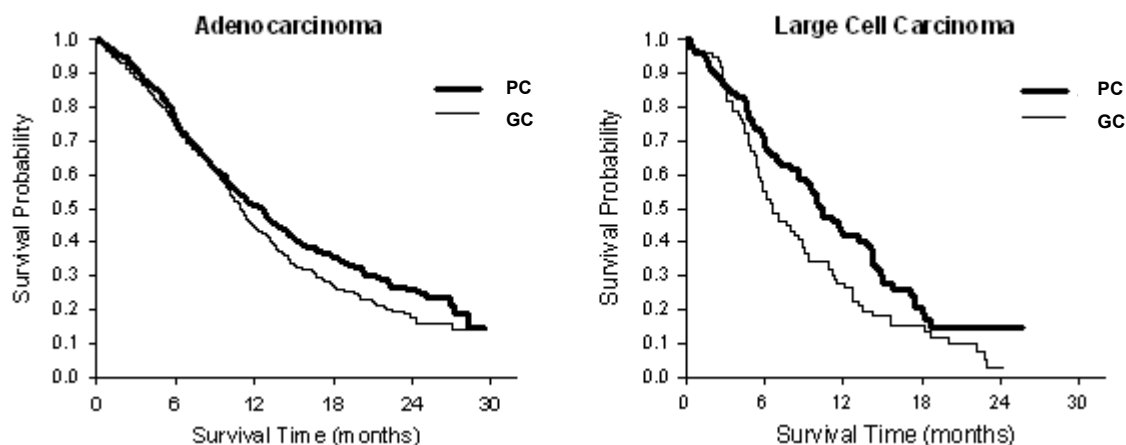 Adenocarcinoma
1.0
0.9
0.8
0.7
0.6
0.5
0.4
0.3
0.2
0.1
0.0
Survival Probability
PC
GC
0 6 12 18 24 30
Survival Time (months)
Large Cell Carcinoma
1.0
0.9
0.8
0.7
0.6
0.5
0.4
0.3
0.2
0.1
0.0
Survival Probability
PC
GC
0 6 12 18 24 30
Survival Time (months)